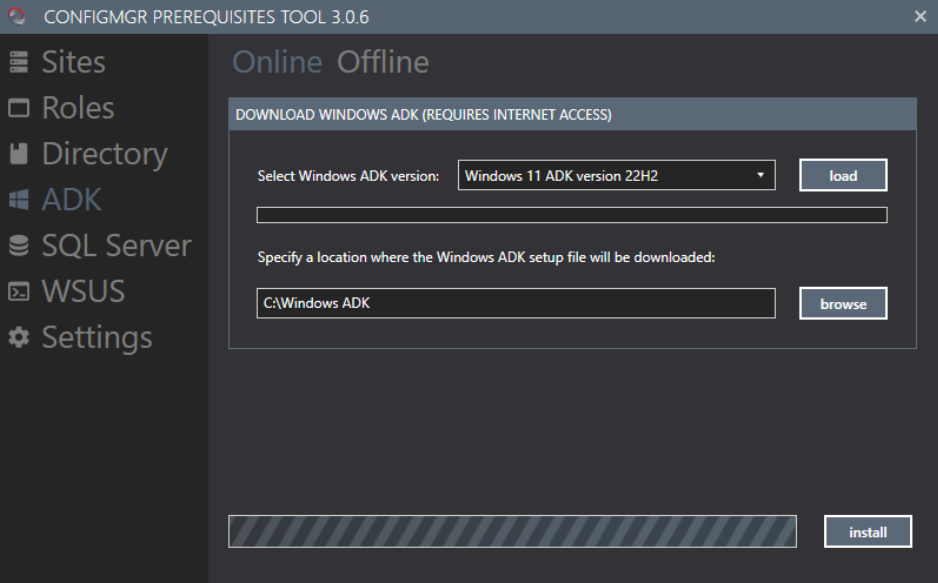 CONFIGMGR PREREQUISITES TOOL 3.0.6
Sites
Roles
Directory
ADK
SQL Server
WSUS
Settings
Online Offline
DOWNLOAD WINDOWS ADK (REQUIRES INTERNET ACCESS)
Select Windows ADK version: Windows 11 ADK version 22H2 load
Specify a location where the Windows ADK setup file will be downloaded:
C:\Windows ADK browse
install